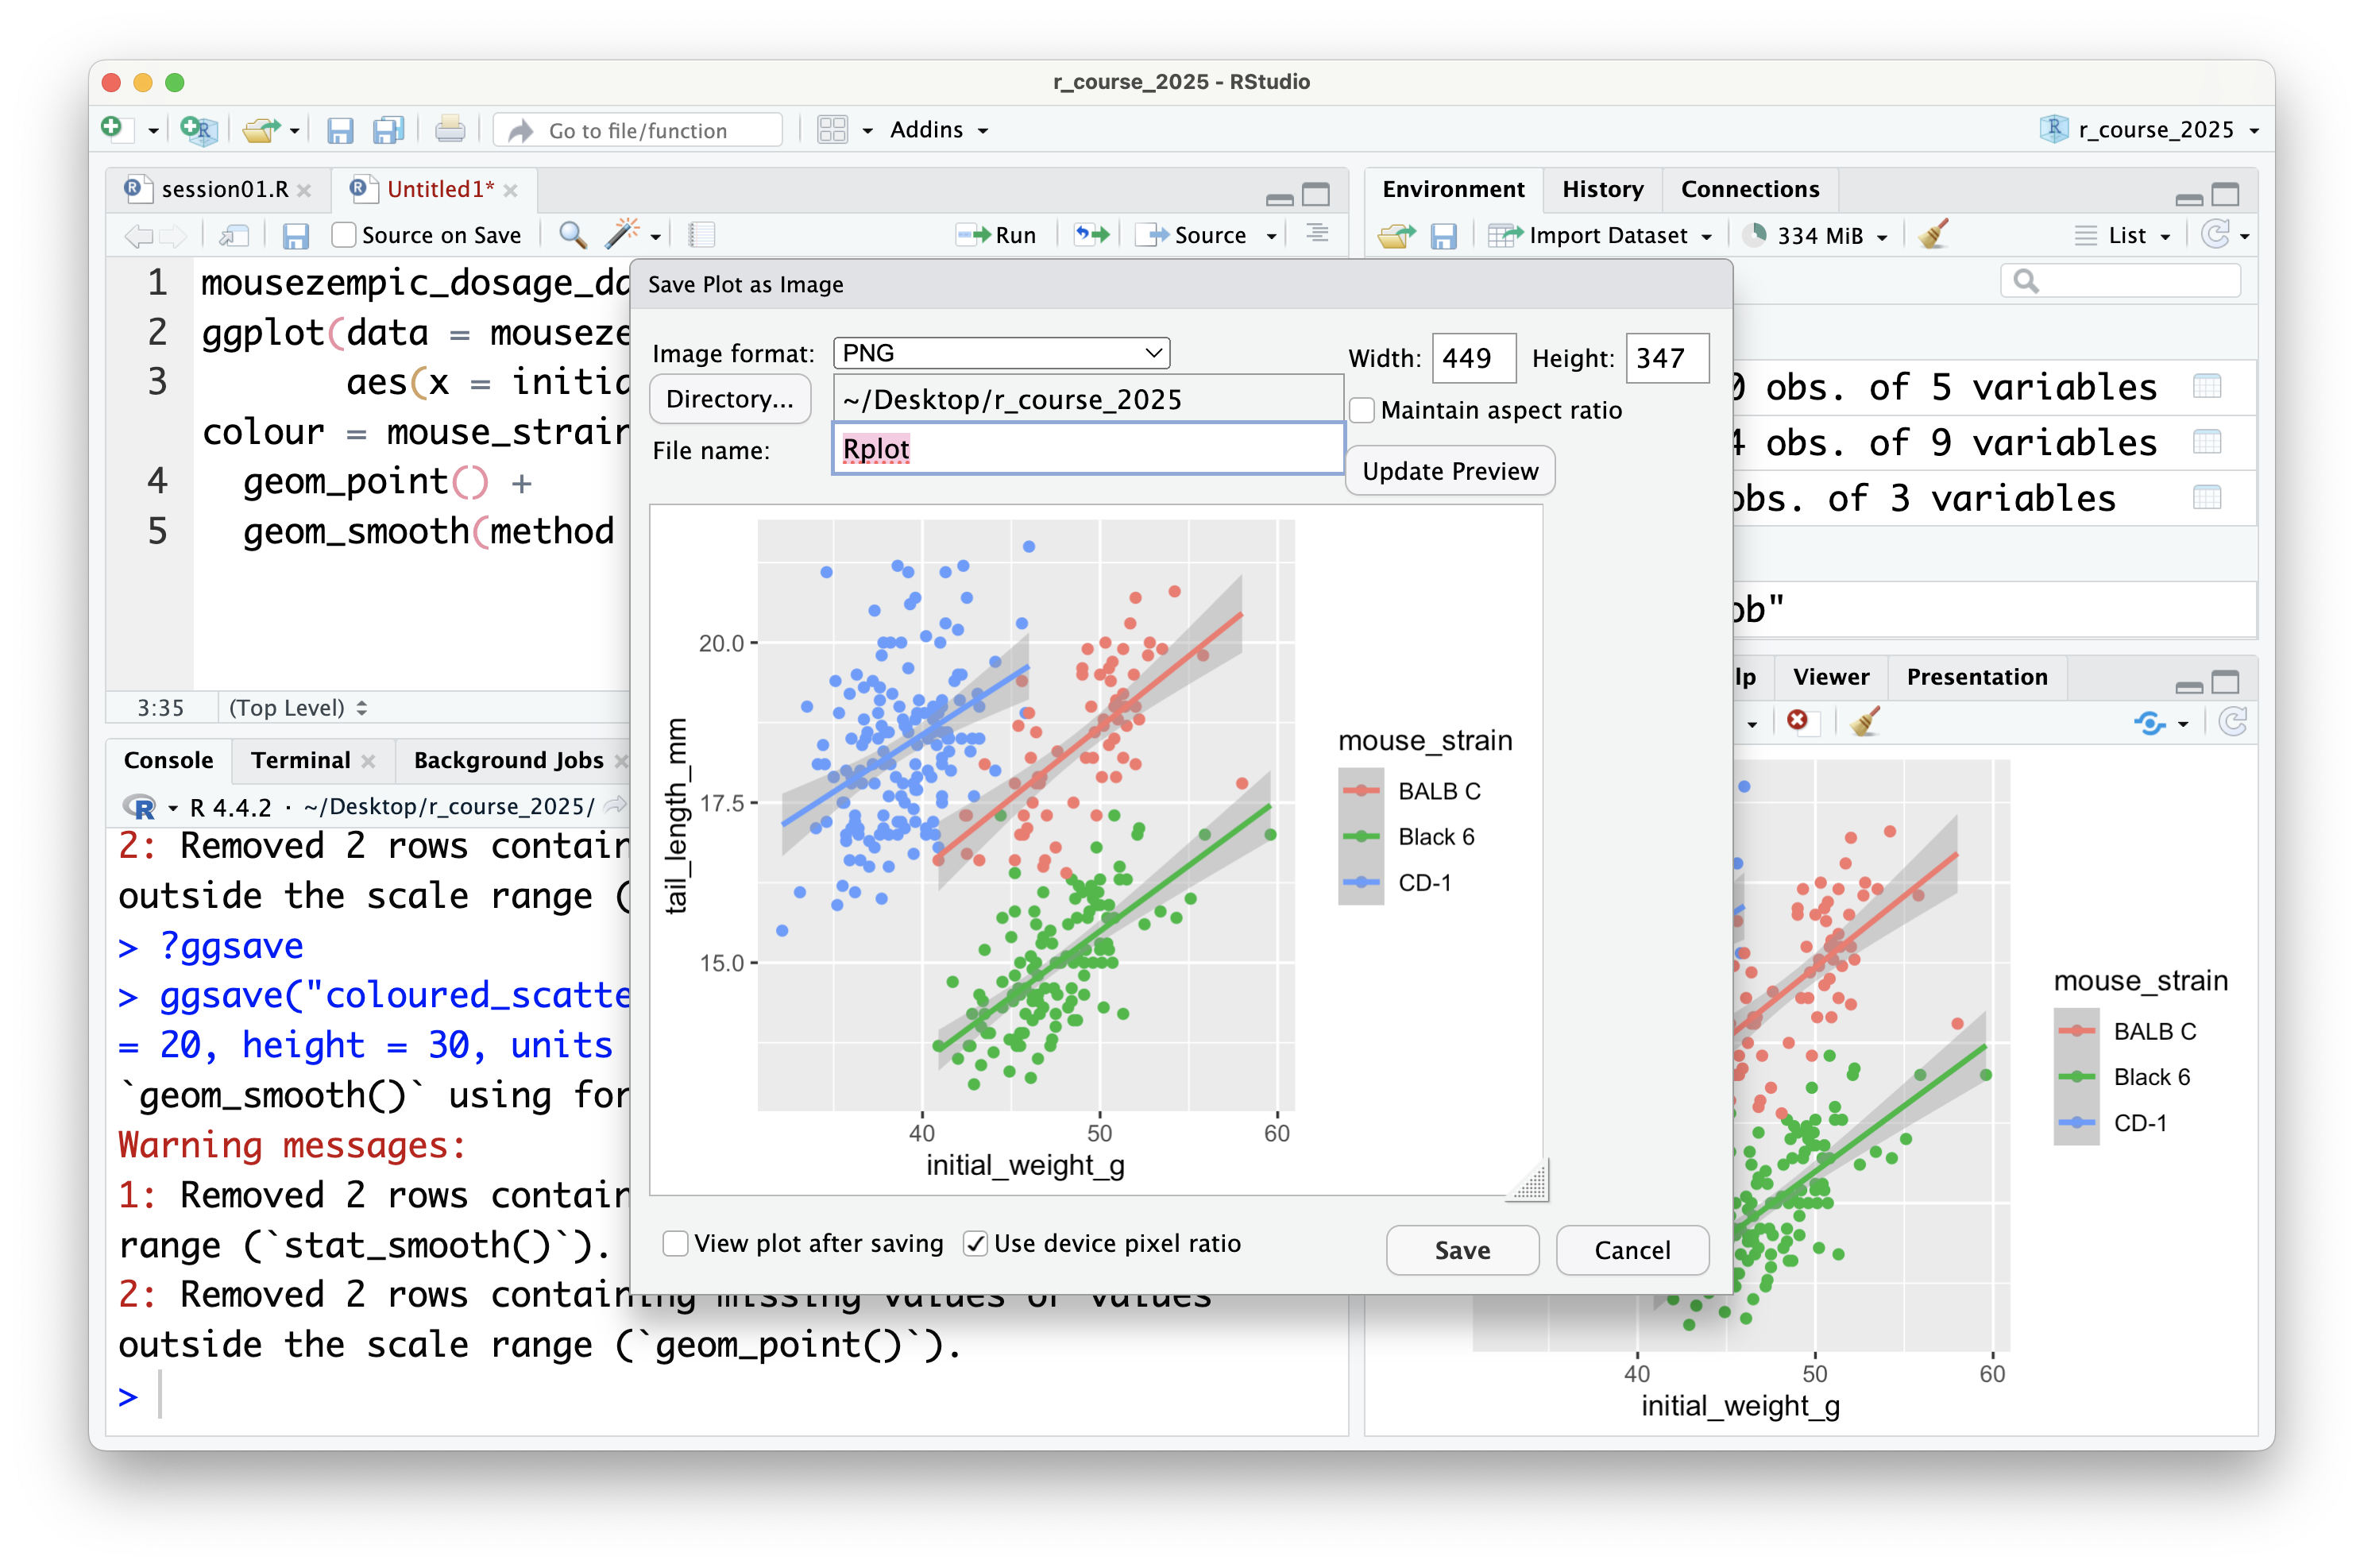 r_course_2025 - RStudio
Go to file/function
Addins
r_course_2025
session01.R
Untitled1*
Source on Save
Run
Source
1 mousezempic_dosage_da
2 ggplot(data = mouseze
3 aes(x = initia
colour = mouse_strain
4 geom_point() +
5 geom_smooth(method
3:35 (Top Level)
Console
Terminal
Background Jobs
R 4.4.2 · ~/Desktop/r_course_2025/
2: Removed 2 rows contain
outside the scale range (
> ?ggsave
> ggsave("coloured_scatte
= 20, height = 30, units
`geom_smooth()` using for
Warning messages:
1: Removed 2 rows contain
range (`stat_smooth()`).
2: Removed 2 rows containing missing values or values
outside the scale range (`geom_point()`).
>
Environment
History
Connections
Import Dataset
334 MiB
List
0 obs. of 5 variables
4 obs. of 9 variables
obs. of 3 variables
ob"
lp
Viewer
Presentation
mouse_strain
BALB C
Black 6
CD-1
40 50 60
initial_weight_g
Save Plot as Image
Image format: PNG
Width: 449 Height: 347
Directory... ~/Desktop/r_course_2025
Maintain aspect ratio
File name: Rplot
Update Preview
20.0
17.5
15.0
tail_length_mm
40 50 60
initial_weight_g
mouse_strain
BALB C
Black 6
CD-1
View plot after saving
Use device pixel ratio
Save
Cancel